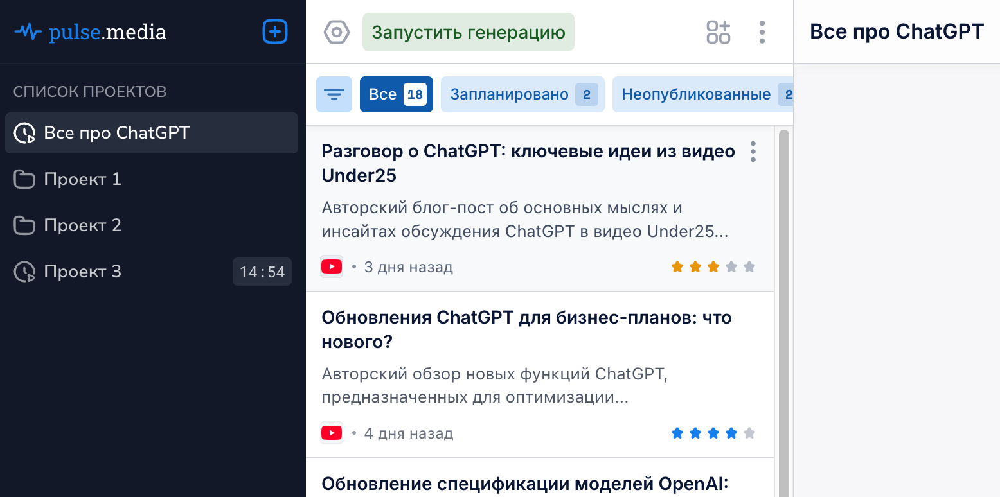 pulse.media
СПИСОК ПРОЕКТОВ
Все про ChatGPT
Проект 1
Проект 2
Проект 3 14:54
Запустить генерацию
Все 18 Запланировано 2 Неопубликованные 2
Разговор о ChatGPT: ключевые идеи из видео
Under25
Авторский блог-пост об основных мыслях и
инсайтах обсуждения ChatGPT в видео Under25...
• 3 дня назад
Обновления ChatGPT для бизнес-планов: что
нового?
Авторский обзор новых функций ChatGPT,
предназначенных для оптимизации...
• 4 дня назад
Обновление спецификации моделей OpenAI:
Все про ChatGPT